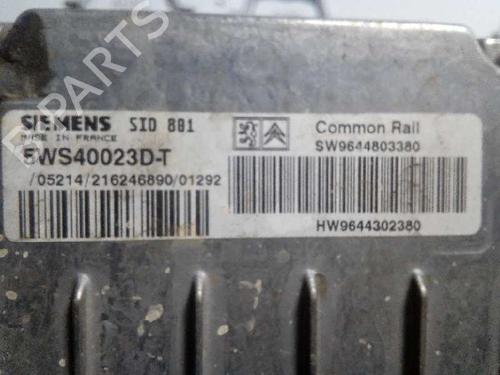 SIEMENS SID 801
MADE IN FRANCE
5WS40023D-T
/05214/216246890/01292
Common Rail
SW9644803380
HW9644302380
B-PARTS